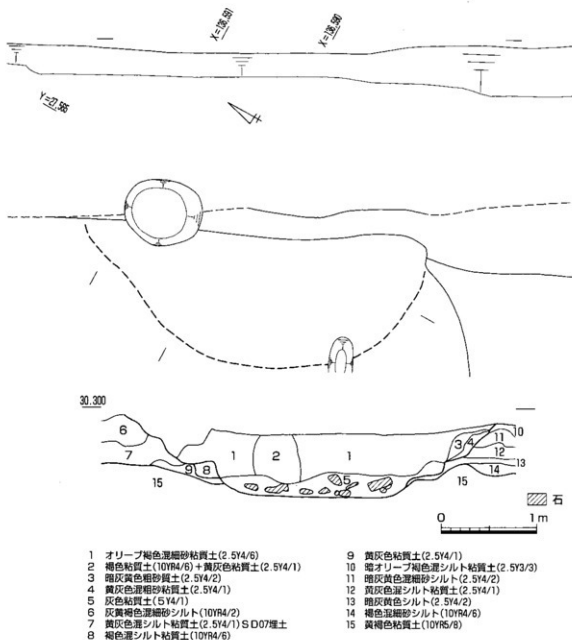 X=136,591
X=136,590
Y=27,565
30.300
6
7
15
9
8
1
2
1
5
3
4
10
11
12
13
14
15
石
0
1m
1 オリーブ褐色混細砂粘質土(2.5Y4/6)
2 褐色粘質土(10YR4/6)+黄灰色粘質土(2.5Y4/1)
3 暗灰黄色粗砂質土(2.5Y4/2)
4 黄灰色混粗砂粘質土(2.5Y4/1)
5 灰色粘質土(5Y4/1)
6 灰黄褐色混細砂シルト(10YR4/2)
7 黄灰色混シルト粘質土(2.5Y4/1)SD07埋土
8 褐色混シルト粘質土(10YR4/6)
9 黄灰色粘質土(2.5Y4/1)
10 暗オリーブ褐色混シルト粘質土(2.5Y3/3)
11 暗灰黄色混細砂シルト(2.5Y4/2)
12 黄灰色混シルト粘質土(2.5Y4/1)
13 暗灰黄色シルト(2.5Y4/2)
14 褐色混シルト粘質土(10YR4/6)
15 黄褐色粘質土(10YR5/8)